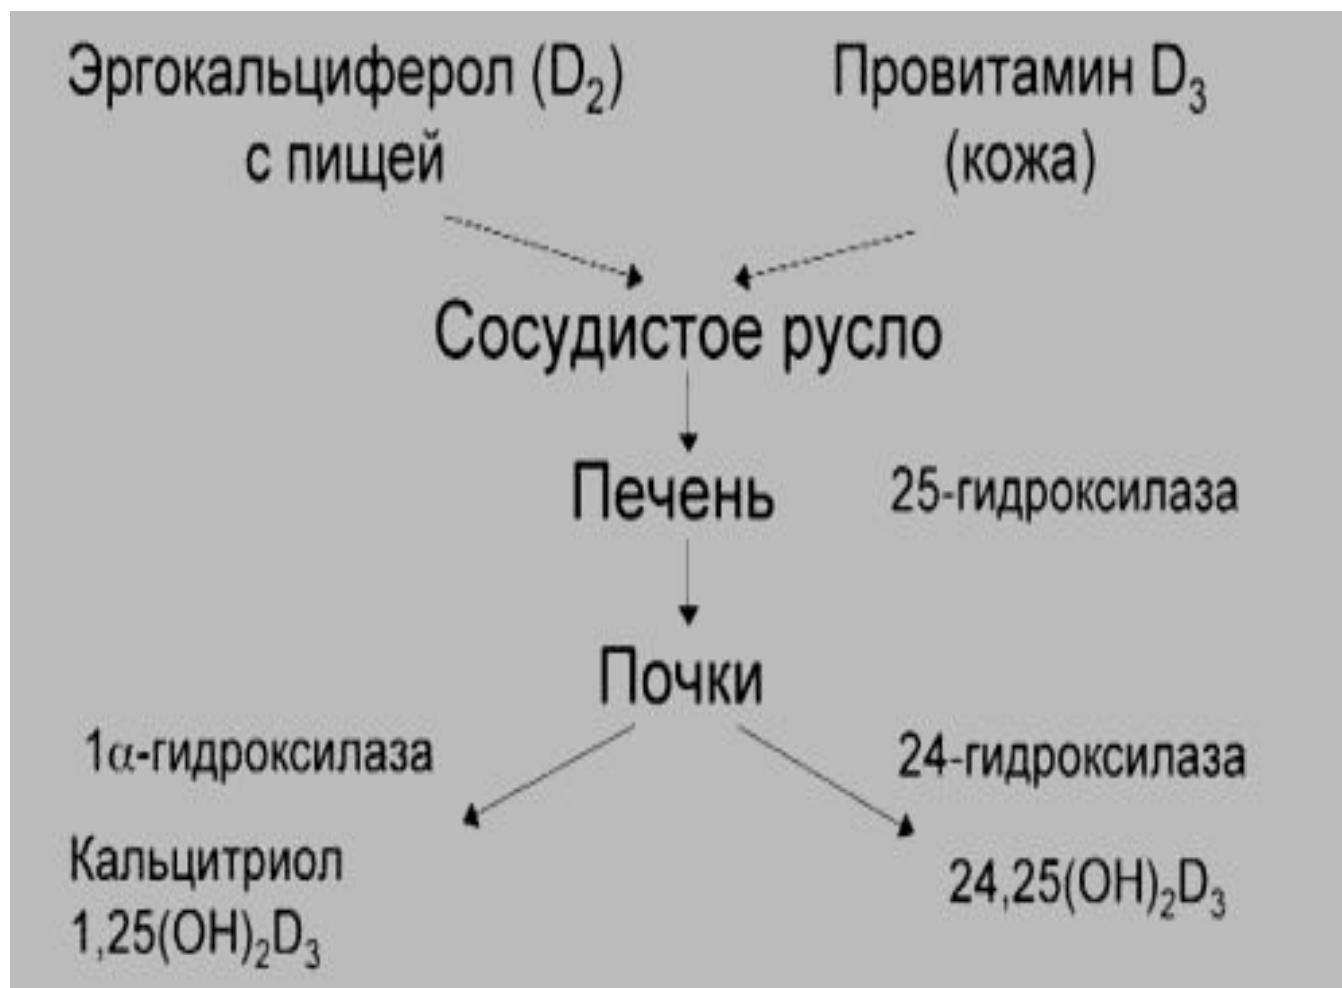 Эргокальциферол (D₂)
с пищей
Провитамин D₃
(кожа)
Сосудистое русло
Печень
25-гидроксилаза
Почки
1α-гидроксилаза
24-гидроксилаза
Кальцитриол
1,25(OH)₂D₃
24,25(OH)₂D₃